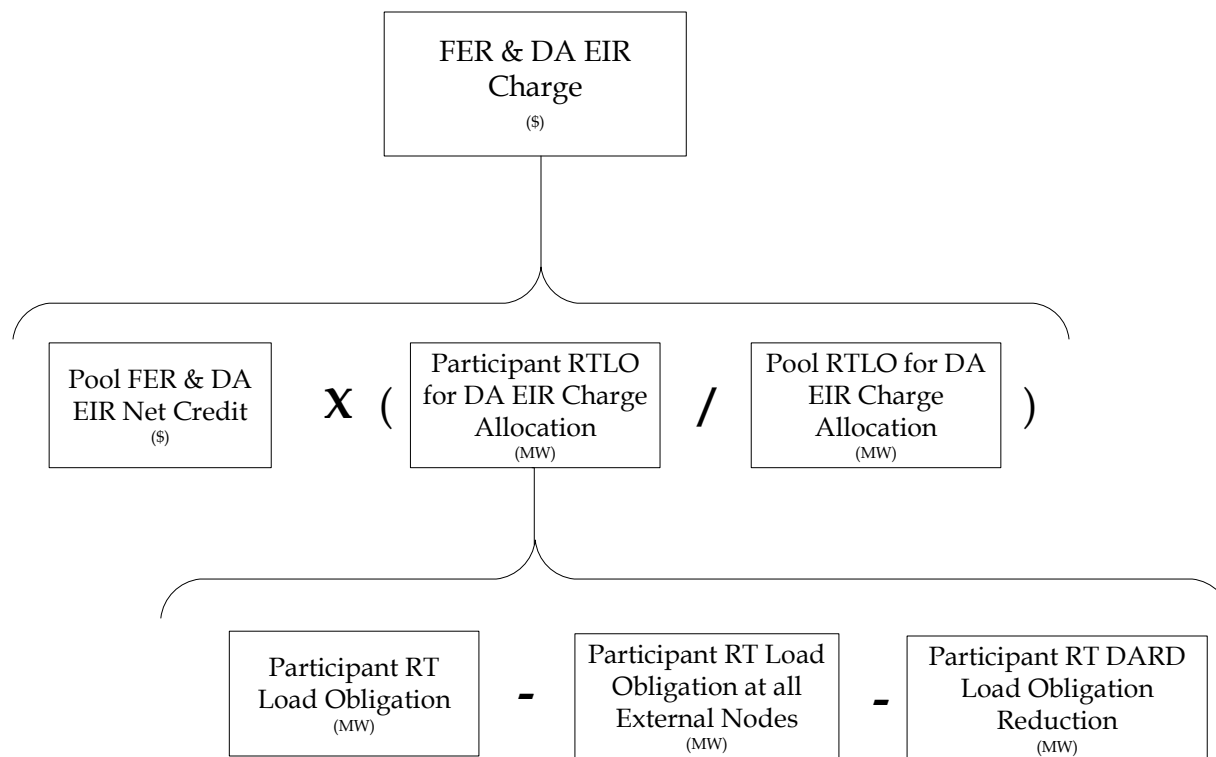 FER & DA EIR
Charge
($)
Pool FER & DA
EIR Net Credit
($)
X
(
Participant RTLO
for DA EIR Charge
Allocation
(MW)
/
Pool RTLO for DA
EIR Charge
Allocation
(MW)
)
Participant RT
Load Obligation
(MW)
-
Participant RT Load
Obligation at all
External Nodes
(MW)
-
Participant RT DARD
Load Obligation
Reduction
(MW)